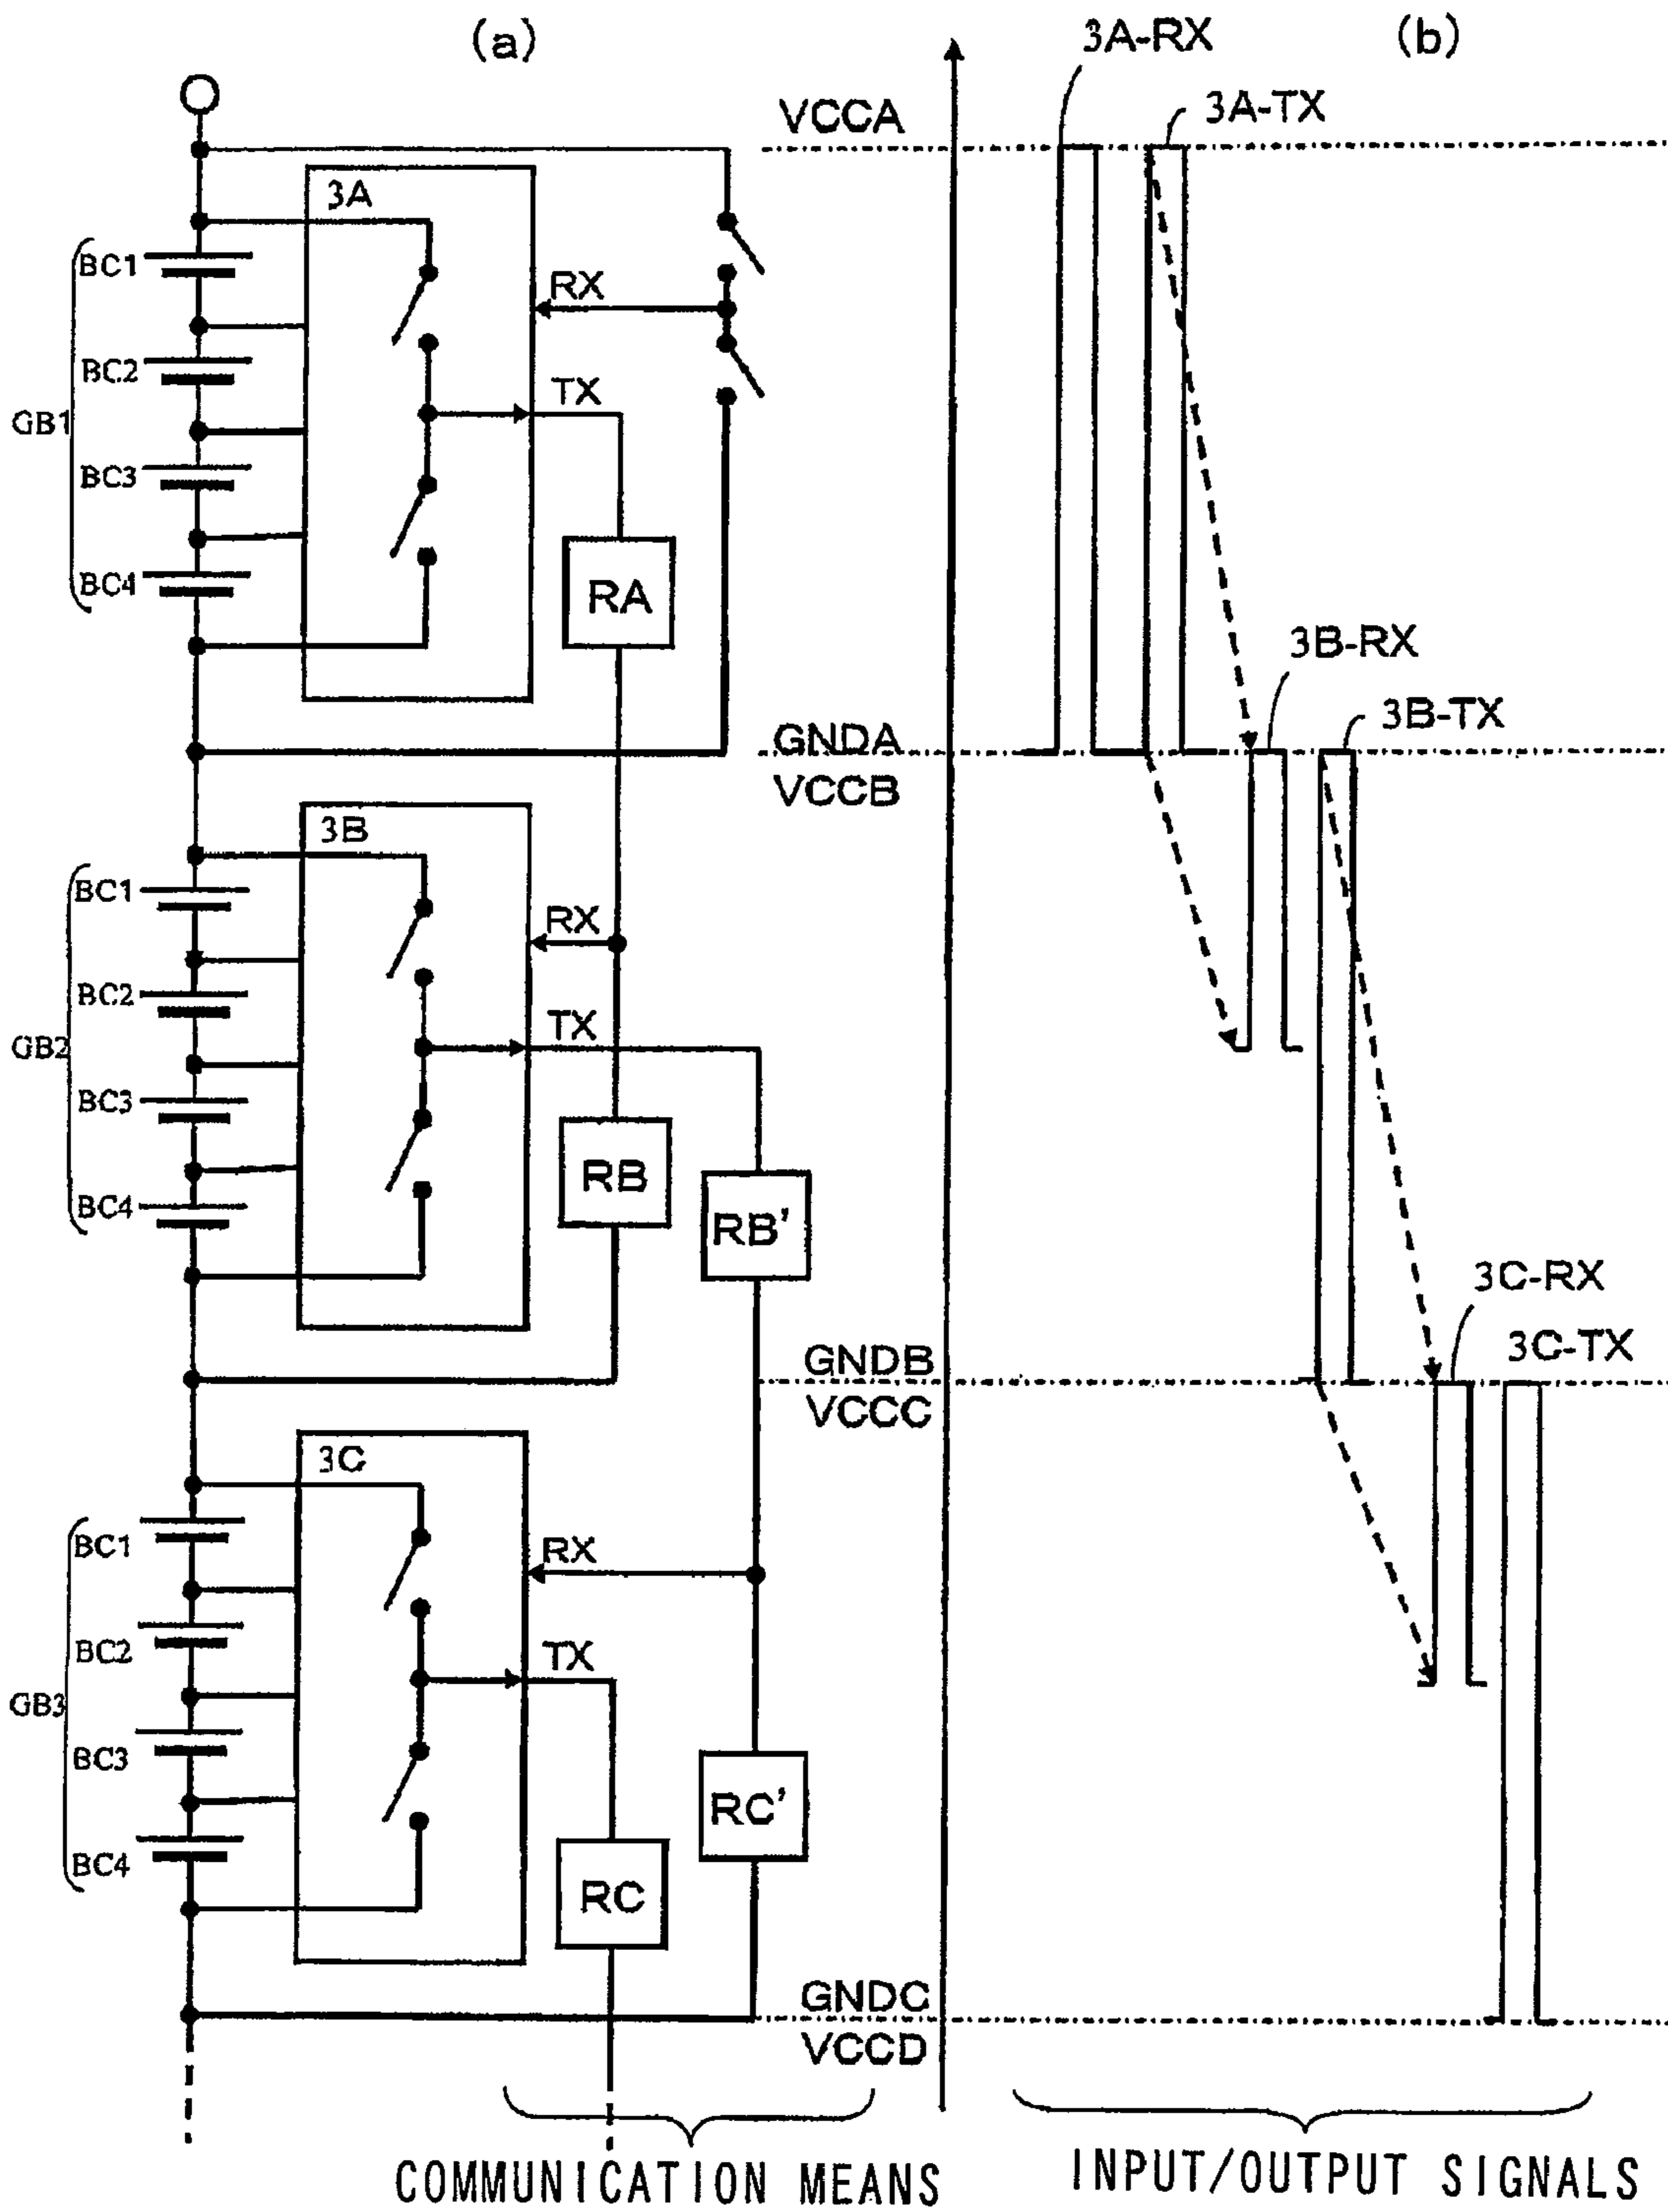 (a)
3A-RX
(b)
VCCA
3A-TX
3A
BC1
RX
BC2
TX
GB1
BC3
BC4
RA
3B-RX
3B-TX
GNDA
VCCB
3B
BC1
RX
BC2
TX
GB2
BC3
RB
BC4
RB'
3C-RX
3C-TX
GNDB
VCCC
3C
BC1
RX
BC2
TX
GB3
BC3
RC'
BC4
RC
GNDC
VCCD
COMMUNICATION MEANS
INPUT/OUTPUT SIGNALS